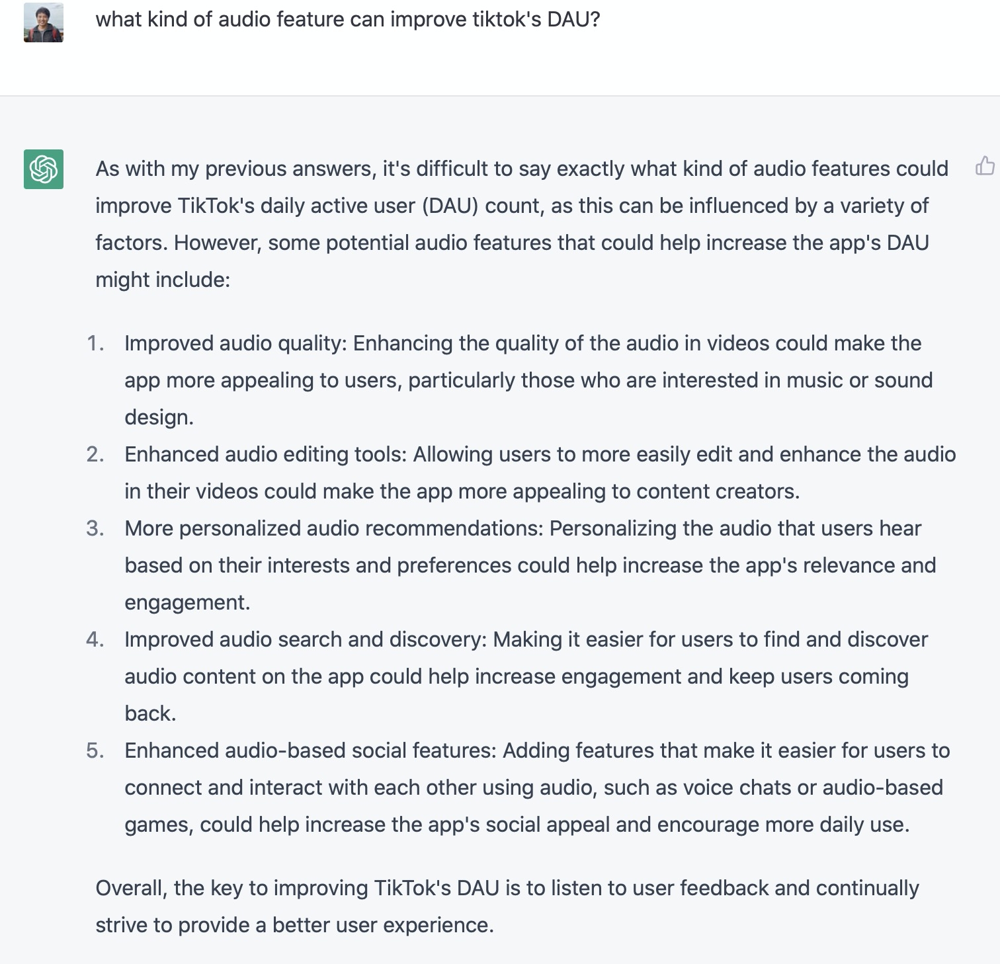 what kind of audio feature can improve tiktok's DAU?
As with my previous answers, it's difficult to say exactly what kind of audio features could
improve TikTok's daily active user (DAU) count, as this can be influenced by a variety of
factors. However, some potential audio features that could help increase the app's DAU
might include:
1. Improved audio quality: Enhancing the quality of the audio in videos could make the
app more appealing to users, particularly those who are interested in music or sound
design.
2. Enhanced audio editing tools: Allowing users to more easily edit and enhance the audio
in their videos could make the app more appealing to content creators.
3. More personalized audio recommendations: Personalizing the audio that users hear
based on their interests and preferences could help increase the app's relevance and
engagement.
4. Improved audio search and discovery: Making it easier for users to find and discover
audio content on the app could help increase engagement and keep users coming
back.
5. Enhanced audio-based social features: Adding features that make it easier for users to
connect and interact with each other using audio, such as voice chats or audio-based
games, could help increase the app's social appeal and encourage more daily use.
Overall, the key to improving TikTok's DAU is to listen to user feedback and continually
strive to provide a better user experience.